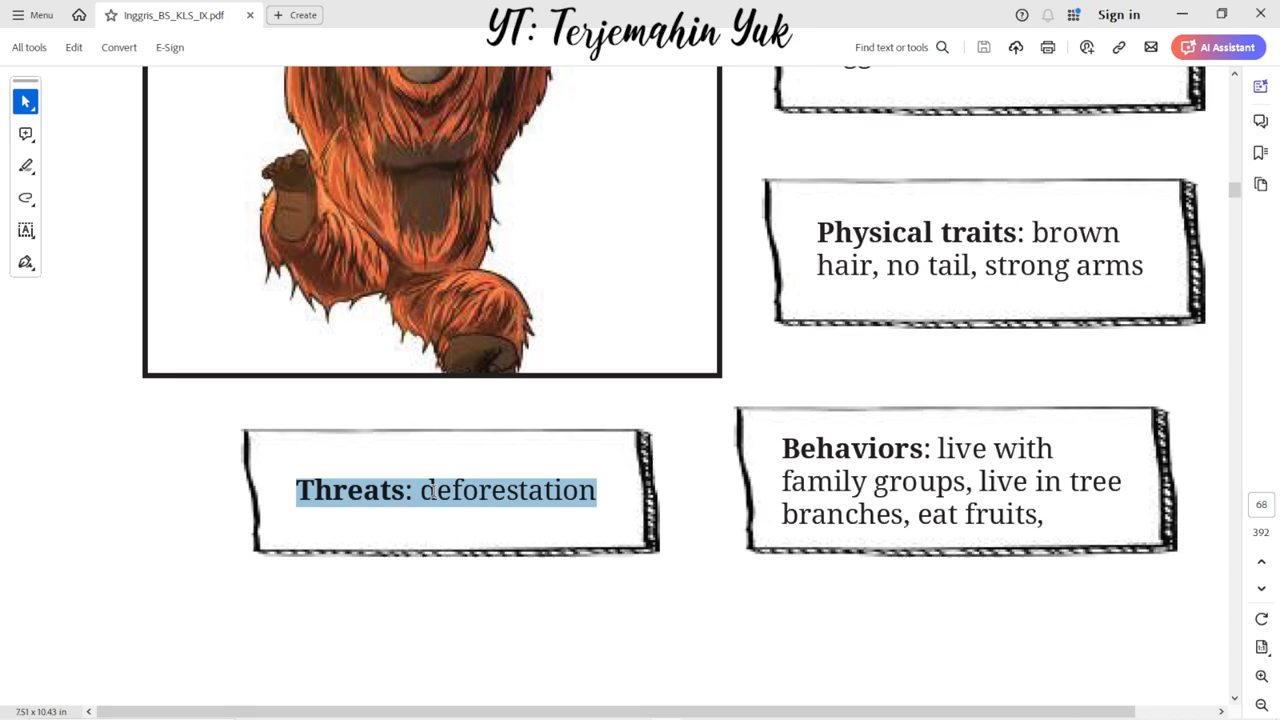 Menu
Inggris_BS_KLS_IX.pdf
Create
YT: Terjemahin Yuk
Sign in
All tools
Edit
Convert
E-Sign
Find text or tools
AI Assistant
Physical traits: brown
hair, no tail, strong arms
Threats: deforestation
Behaviors: live with
family groups, live in tree
branches, eat fruits,
68
392
7.51 x 10.43 in